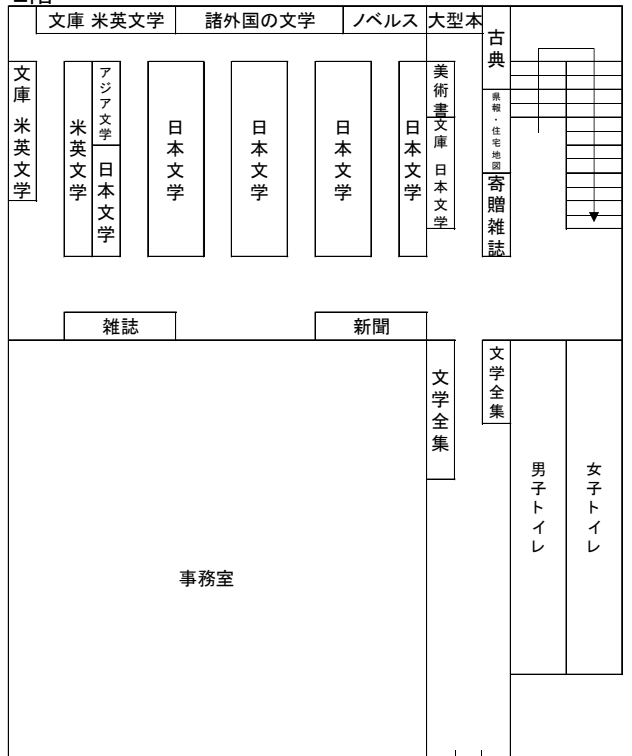 文庫 米英文学
諸外国の文学
ノベルス
大型本
古典
文庫 米英文学
米英文学
アジア文学
日本文学
日本文学
日本文学
日本文学
日本文学
美術書
文庫 日本文学
県報・住宅地図
寄贈雑誌
雑誌
新聞
文学全集
文学全集
男子トイレ
女子トイレ
事務室